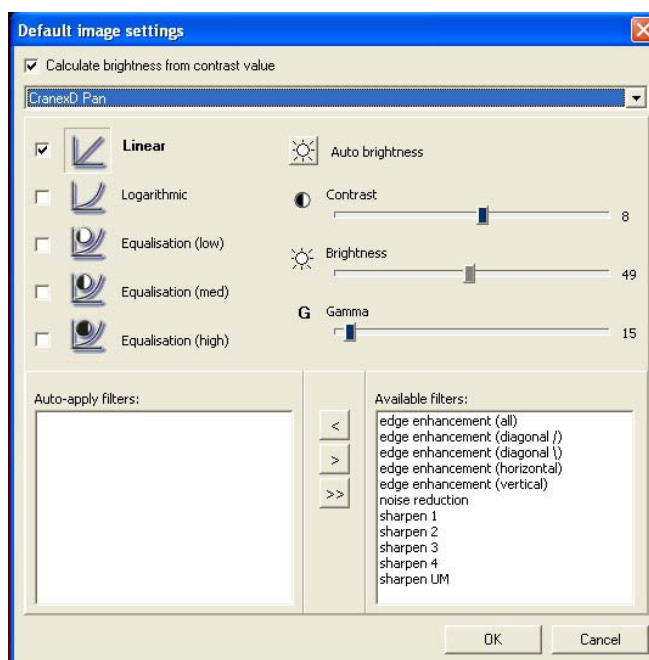 Default image settings
Calculate brightness from contrast value
CranexD Pan
Linear
Auto brightness
Logarithmic
Contrast
8
Equalisation (low)
Brightness
49
Equalisation (med)
G Gamma
15
Equalisation (high)
Auto-apply filters:
Available filters:
<
>
>>
edge enhancement (all)
edge enhancement (diagonal /)
edge enhancement (diagonal \)
edge enhancement (horizontal)
edge enhancement (vertical)
noise reduction
sharpen 1
sharpen 2
sharpen 3
sharpen 4
sharpen UM
OK
Cancel